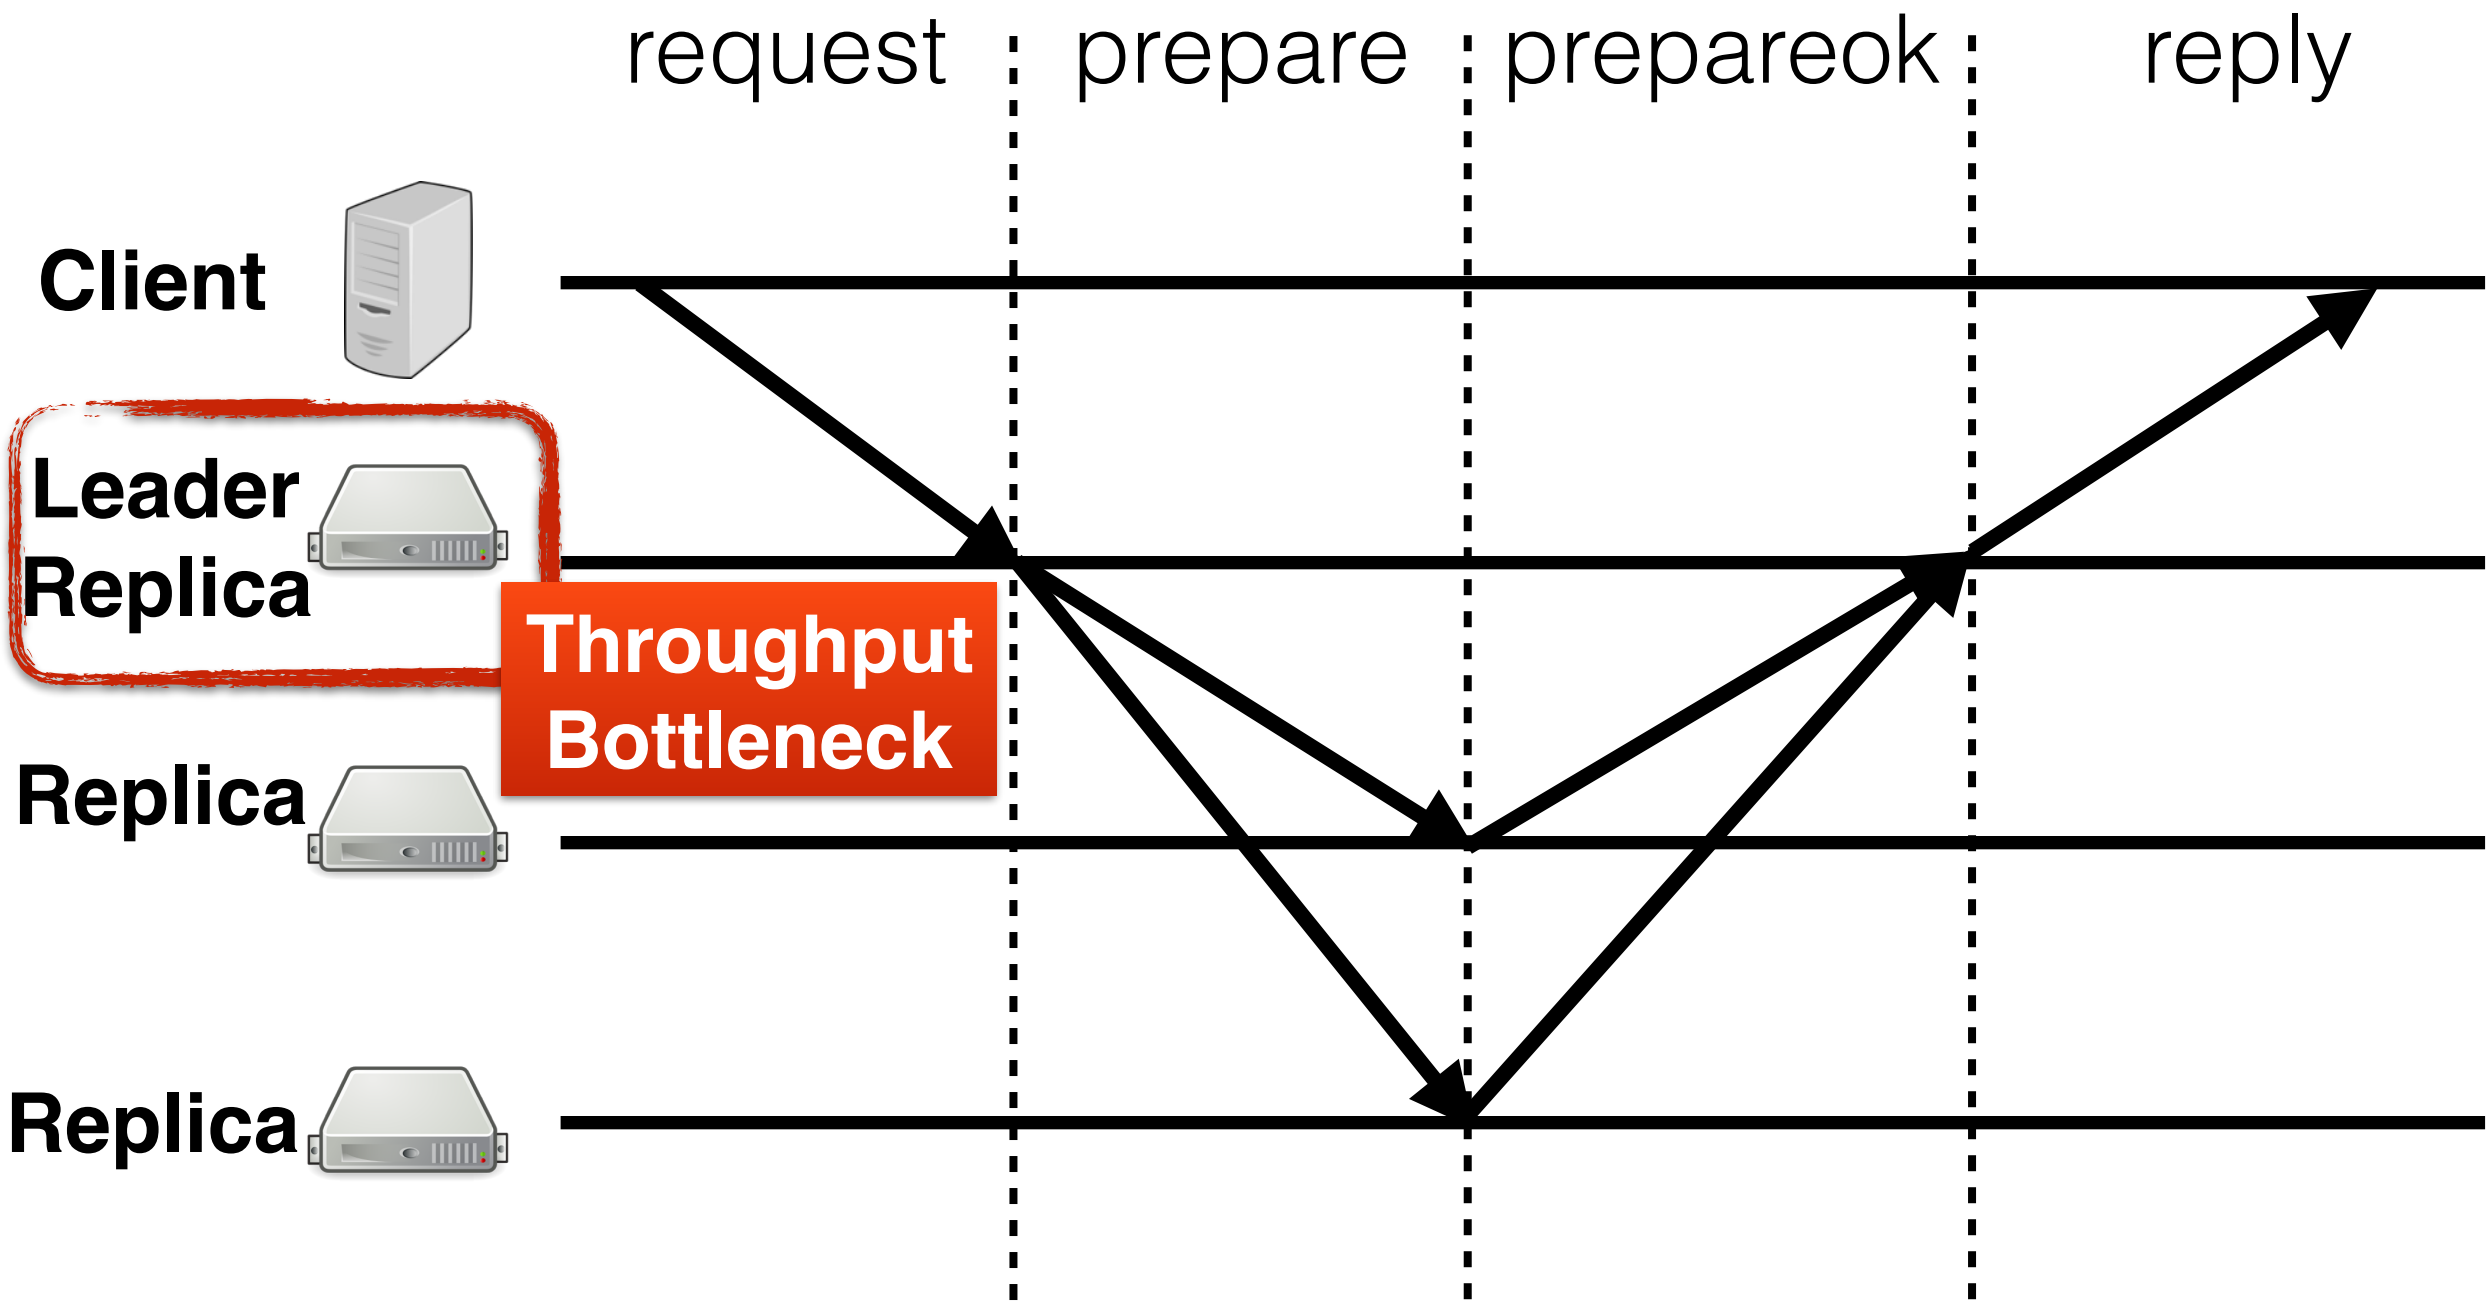 request prepare prepareok reply
Client
Leader
Replica
Throughput
Bottleneck
Replica
Replica